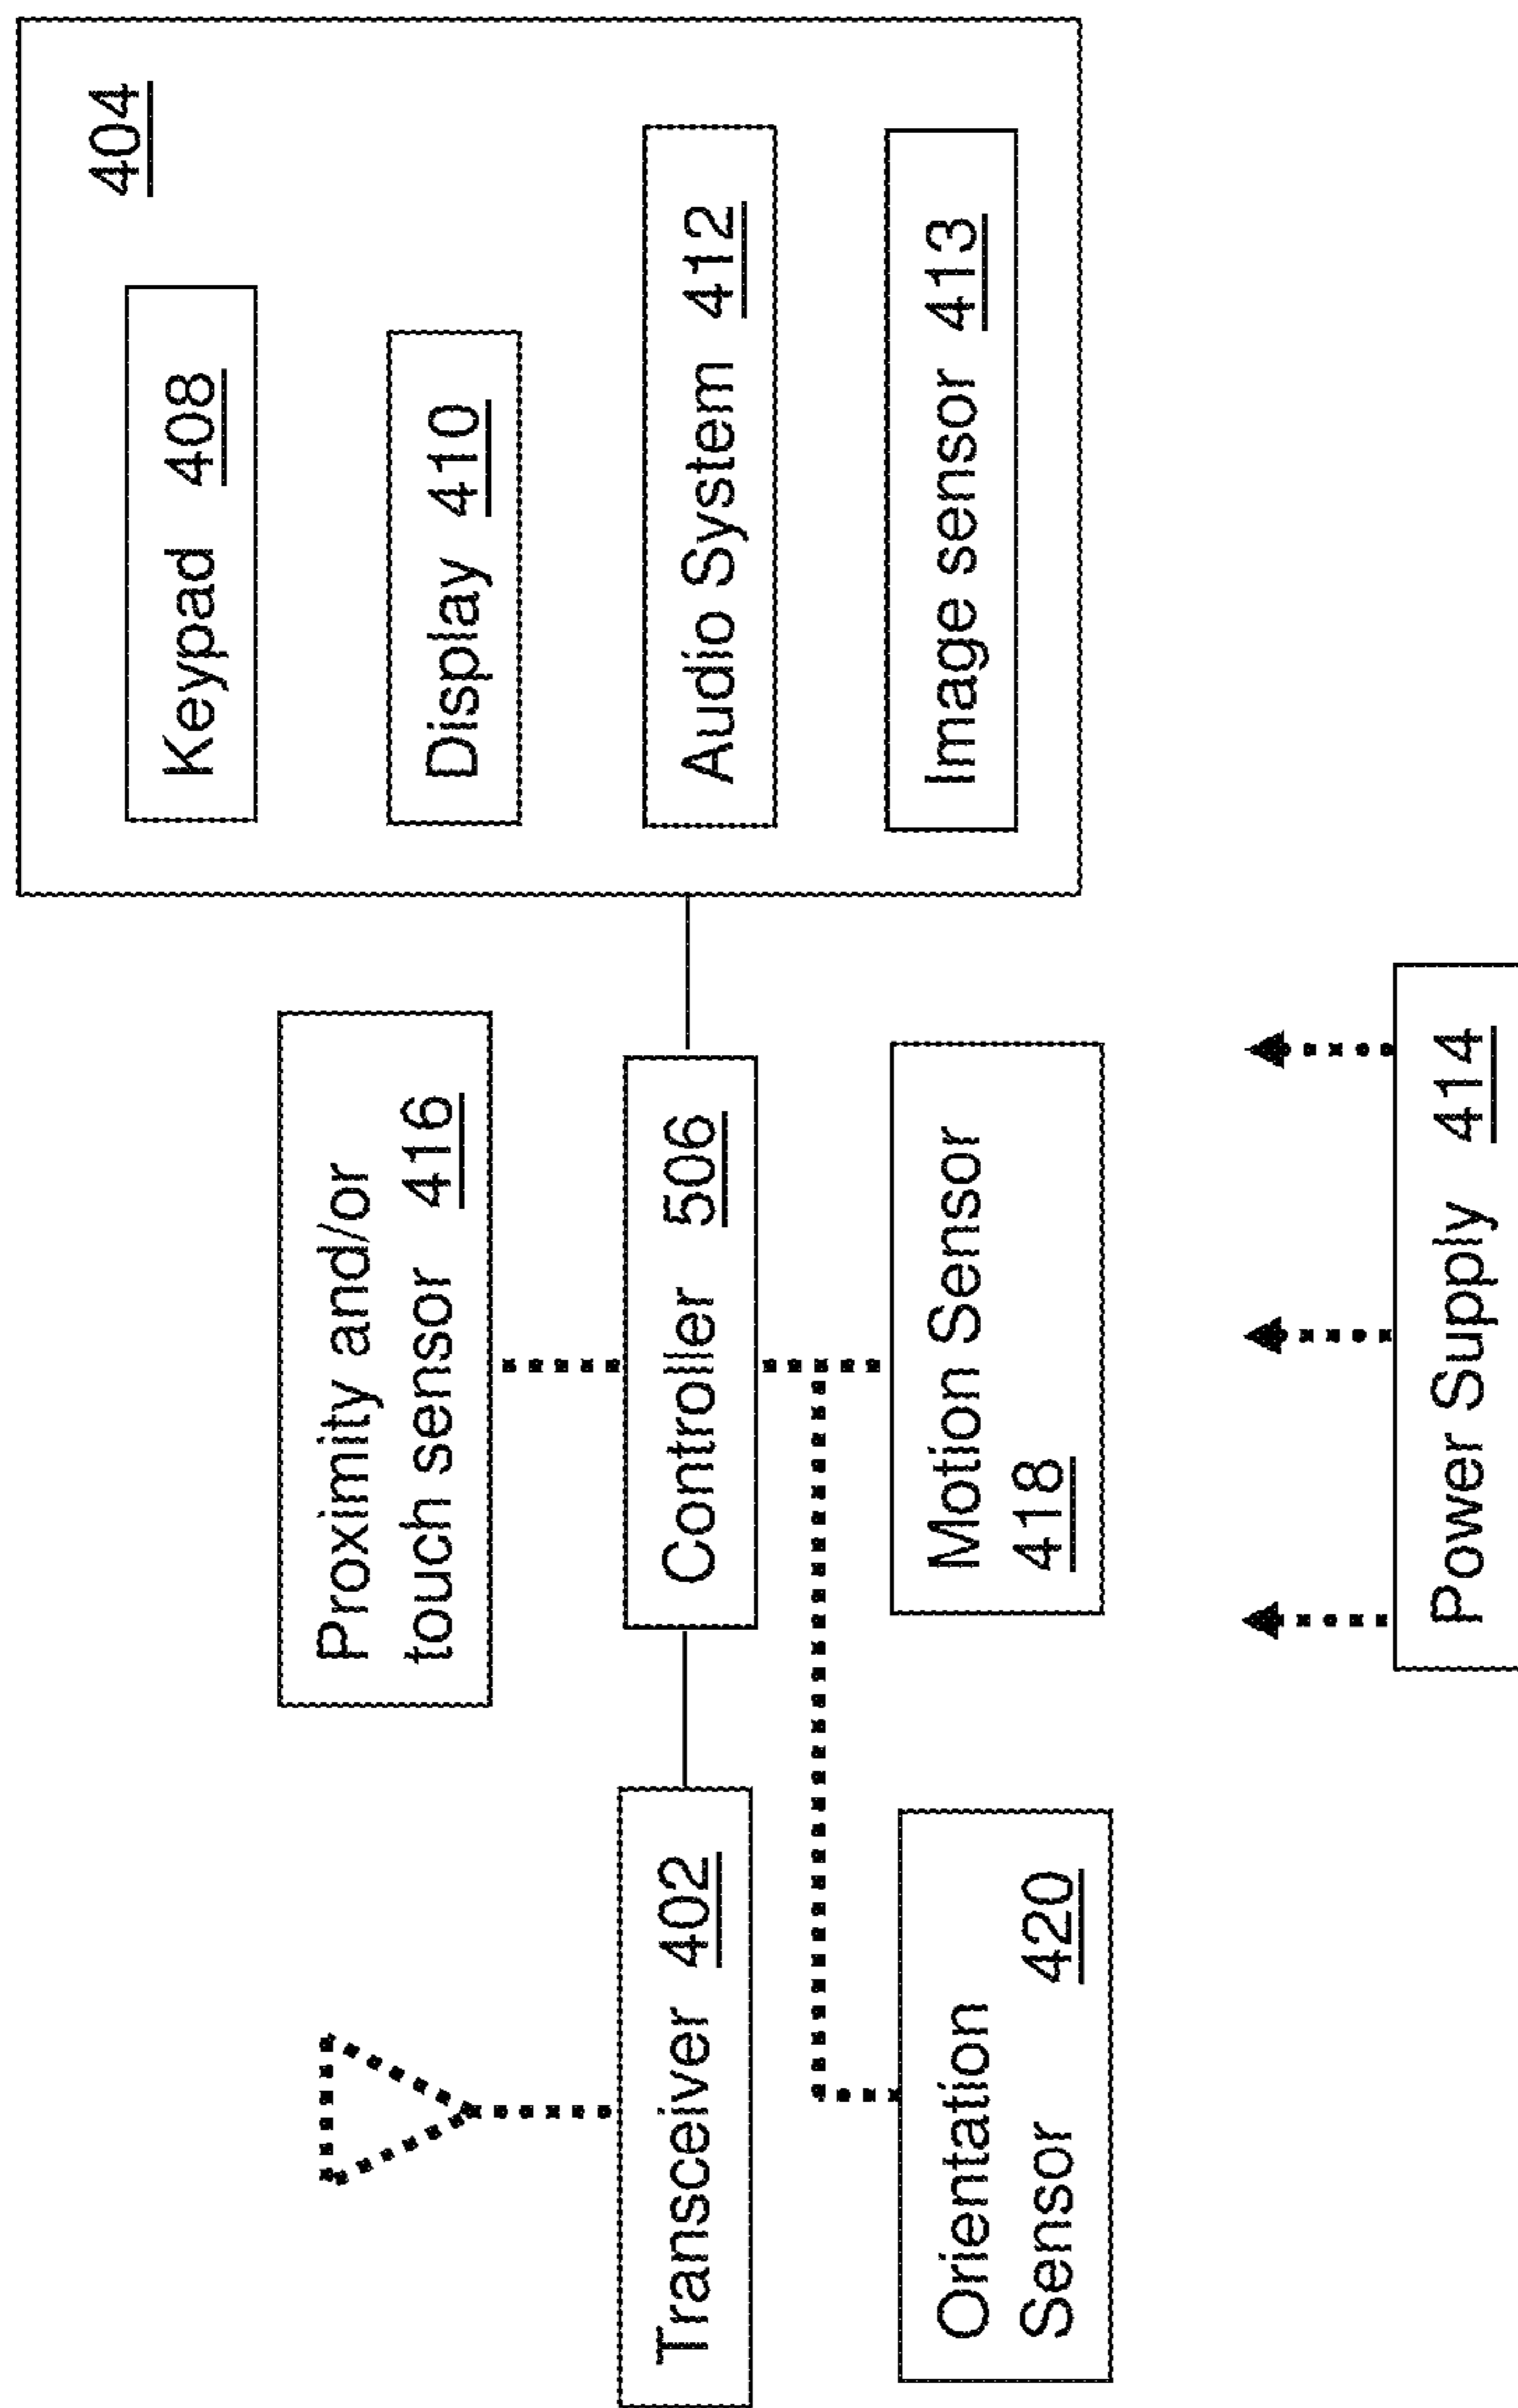 404
Keypad 408
Display 410
Audio System 412
Image sensor 413
Proximity and/or
touch sensor 416
Controller 506
Motion Sensor
418
Transceiver 402
Orientation
Sensor 420
Power Supply 414